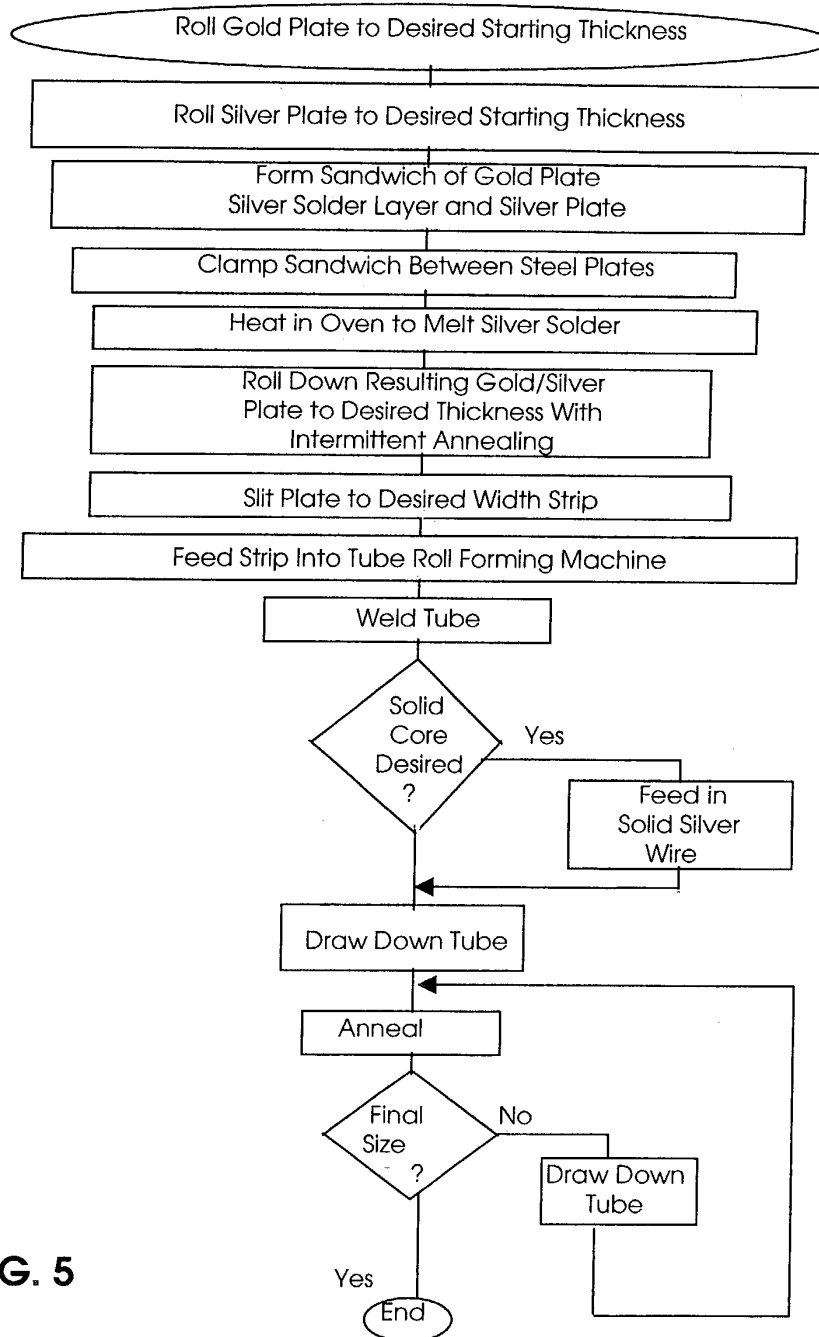 Roll Gold Plate to Desired Starting Thickness
Roll Silver Plate to Desired Starting Thickness
Form Sandwich of Gold Plate
Silver Solder Layer and Silver Plate
Clamp Sandwich Between Steel Plates
Heat in Oven to Melt Silver Solder
Roll Down Resulting Gold/Silver
Plate to Desired Thickness With
Intermittent Annealing
Slit Plate to Desired Width Strip
Feed Strip Into Tube Roll Forming Machine
Weld Tube
Solid
Core
Desired
?
Yes
Feed in
Solid Silver
Wire
Draw Down Tube
Anneal
Final
Size
?
No
Draw Down
Tube
Yes
End
G. 5